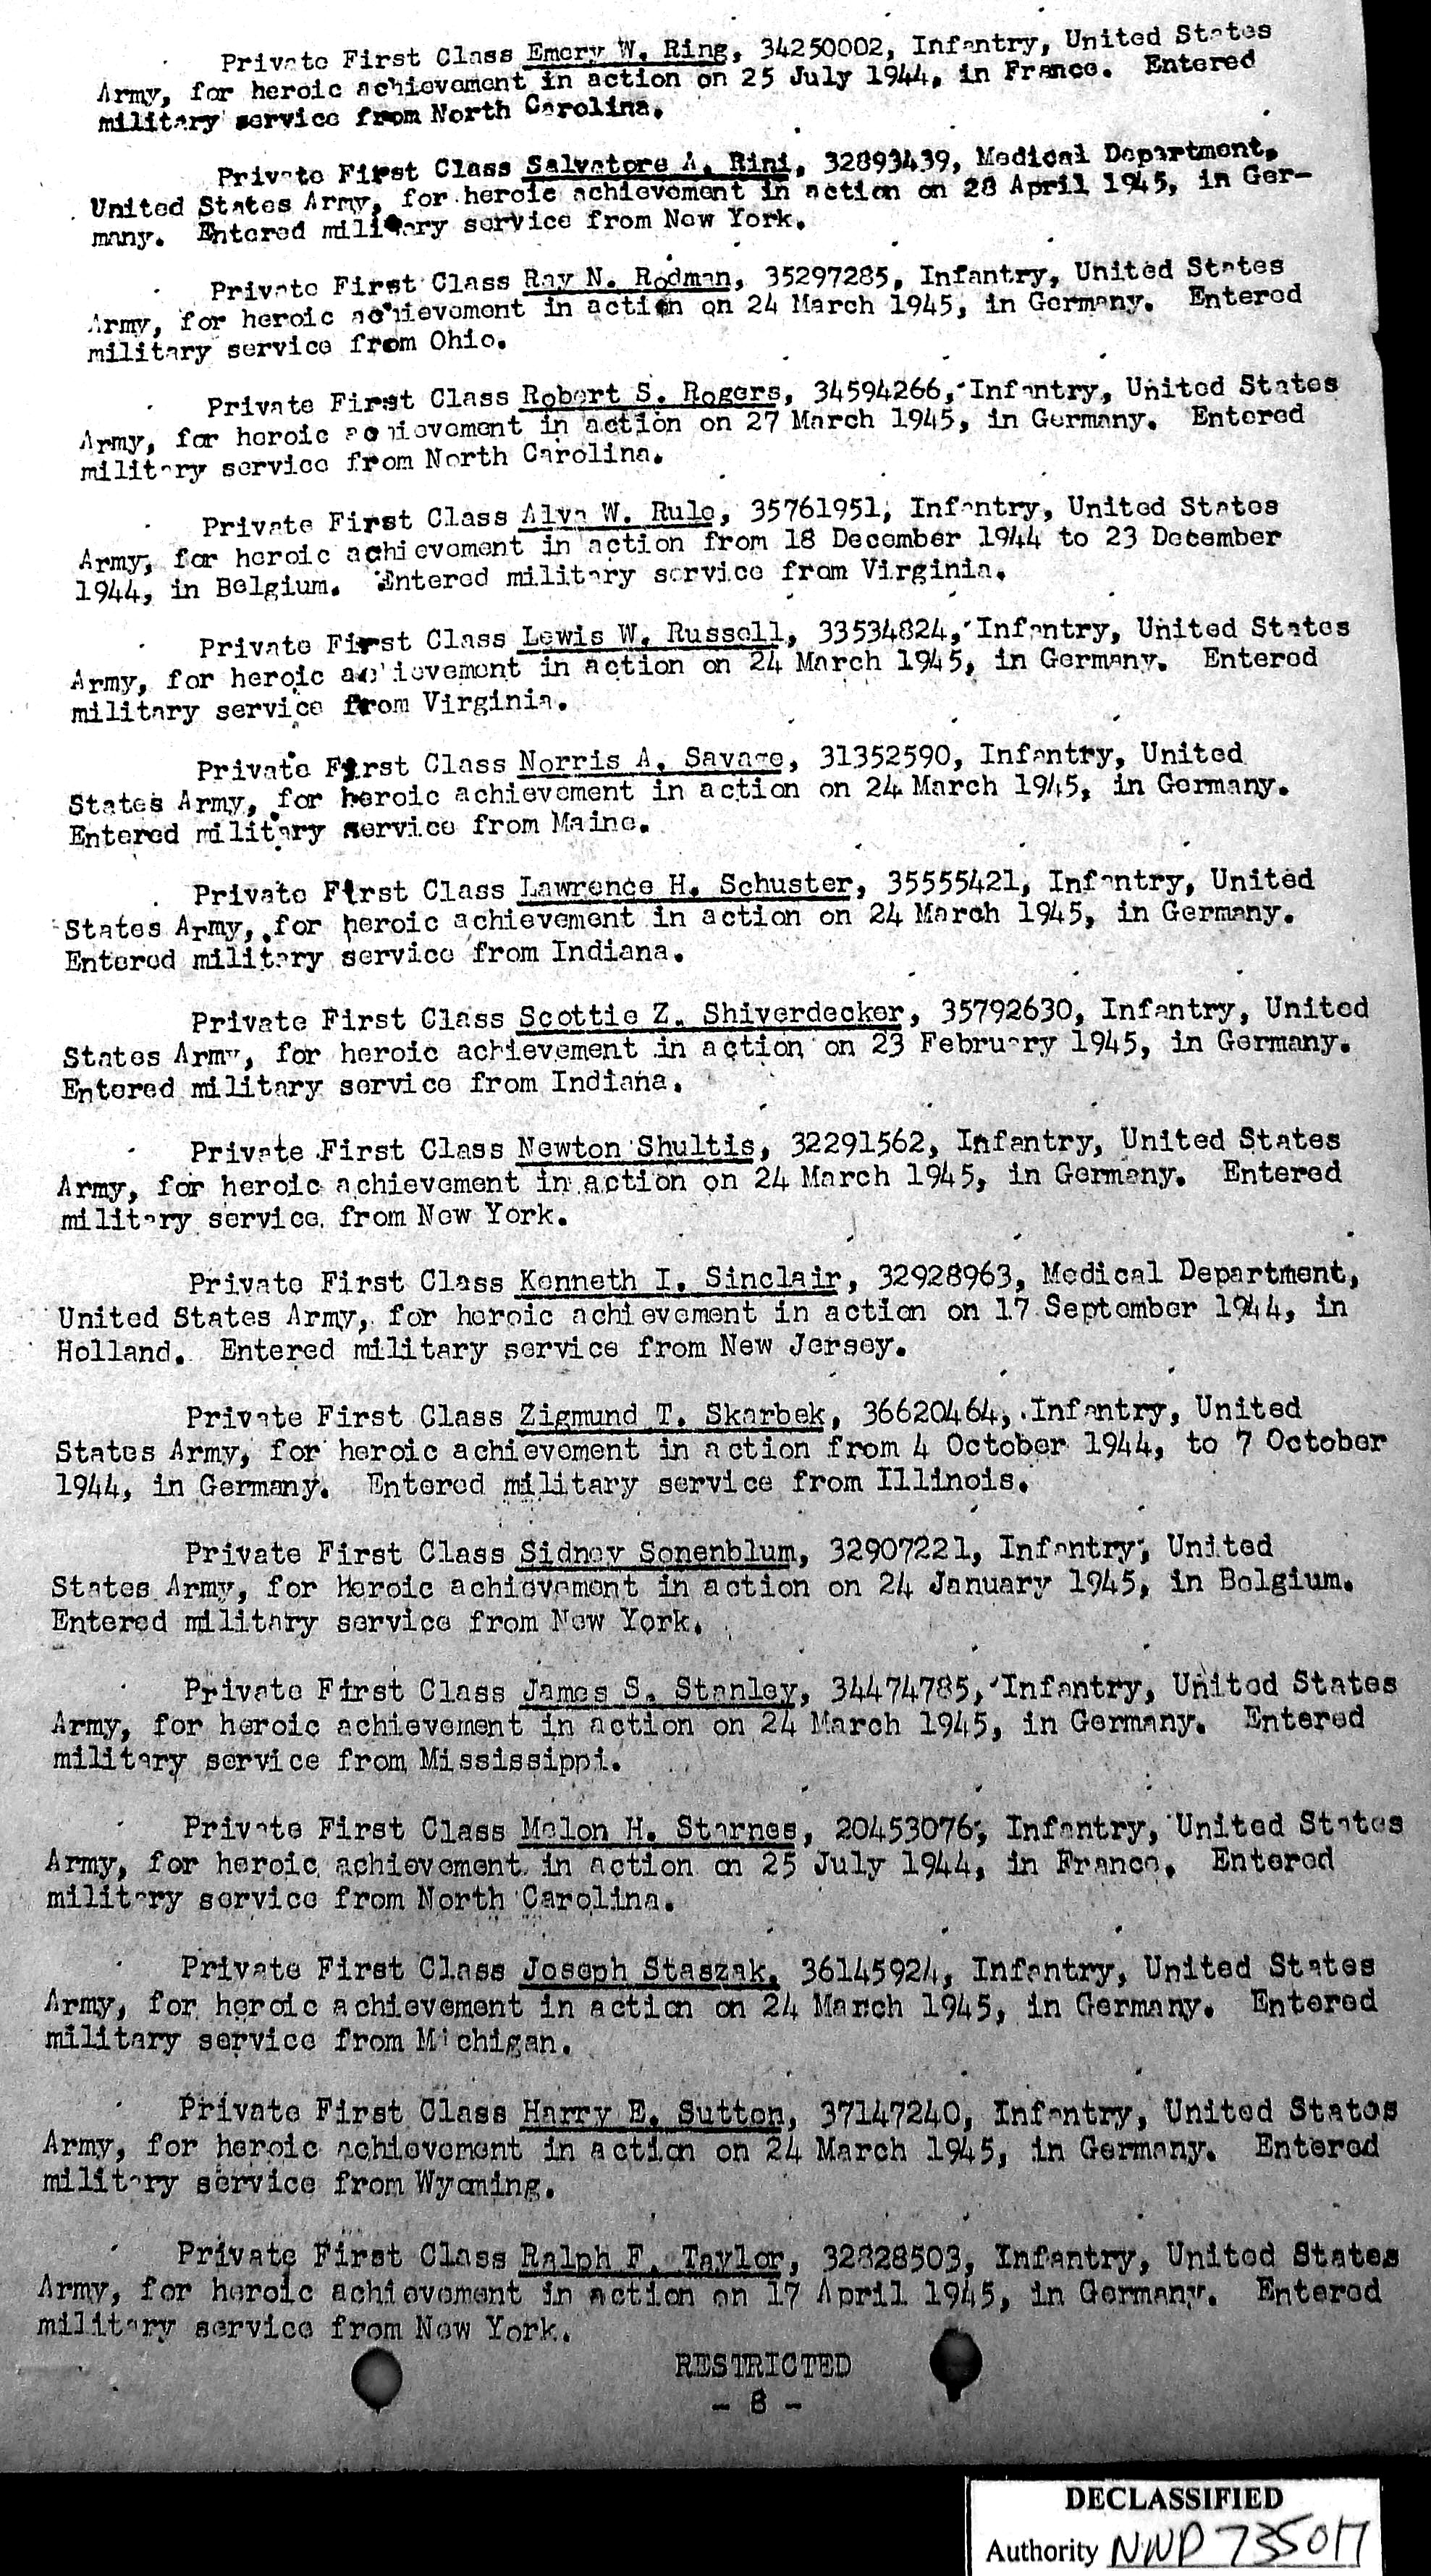 Private First Class Emery W. Ring, 34250002, Infantry, United States
Army, for heroic achievement in action on 25 July 1944, in France. Entered
military service from North Carolina.
Private First Class Salvatore A. Rini, 32893439, Medical Department,
United States Army, for heroic achievement in action on 28 April 1945, in Ger-
many. Entered military service from New York.
Private First Class Ray N. Rodman, 35297285, Infantry, United States
Army, for heroic achievement in action on 24 March 1945, in Germany. Entered
military service from Ohio.
Private First Class Robert S. Rogers, 34594266, Infantry, United States
Army, for heroic achievement in action on 27 March 1945, in Germany. Entered
military service from North Carolina.
Private First Class Alva W. Rule, 35761951, Infantry, United States
Army, for heroic achievement in action from 18 December 1944 to 23 December
1944, in Belgium. Entered military service from Virginia.
Private First Class Lewis W. Russell, 33534824, Infantry, United States
Army, for heroic achievement in action on 24 March 1945, in Germany. Entered
military service from Virginia.
Private First Class Norris A. Savage, 31352590, Infantry, United
States Army, for heroic achievement in action on 24 March 1945, in Germany.
Entered military service from Maine.
Private First Class Lawrence H. Schuster, 35555421, Infantry, United
States Army, for heroic achievement in action on 24 March 1945, in Germany.
Entered military service from Indiana.
Private First Class Scottie Z. Shiverdecker, 35792630, Infantry, United
States Army, for heroic achievement in action on 23 February 1945, in Germany.
Entered military service from Indiana.
Private First Class Newton Shultis, 32291562, Infantry, United States
Army, for heroic achievement in action on 24 March 1945, in Germany. Entered
military service from New York.
Private First Class Kenneth I. Sinclair, 32928963, Medical Department,
United States Army, for heroic achievement in action on 17 September 1944, in
Holland. Entered military service from New Jersey.
Private First Class Zigmund T. Skarbek, 36620464, Infantry, United
States Army, for heroic achievement in action from 4 October 1944, to 7 October
1944, in Germany. Entered military service from Illinois.
Private First Class Sidney Sonenblum, 32907221, Infantry, United
States Army, for Heroic achievement in action on 24 January 1945, in Belgium.
Entered military service from New York.
Private First Class James S. Stanley, 34474785, Infantry, United States
Army, for heroic achievement in action on 24 March 1945, in Germany. Entered
military service from Mississippi.
Private First Class Melon H. Starnes, 20453076, Infantry, United States
Army, for heroic achievement in action on 25 July 1944, in France. Entered
military service from North Carolina.
Private First Class Joseph Staszak, 36145924, Infantry, United States
Army, for heroic achievement in action on 24 March 1945, in Germany. Entered
military service from Michigan.
Private First Class Harry E. Sutton, 37147240, Infantry, United States
Army, for heroic achievement in action on 24 March 1945, in Germany. Entered
military service from Wyoming.
Private First Class Ralph F. Taylor, 32828503, Infantry, United States
Army, for heroic achievement in action on 17 April 1945, in Germany. Entered
military service from New York.
RESTRICTED
- 8 -
DECLASSIFIED
Authority NND 735017